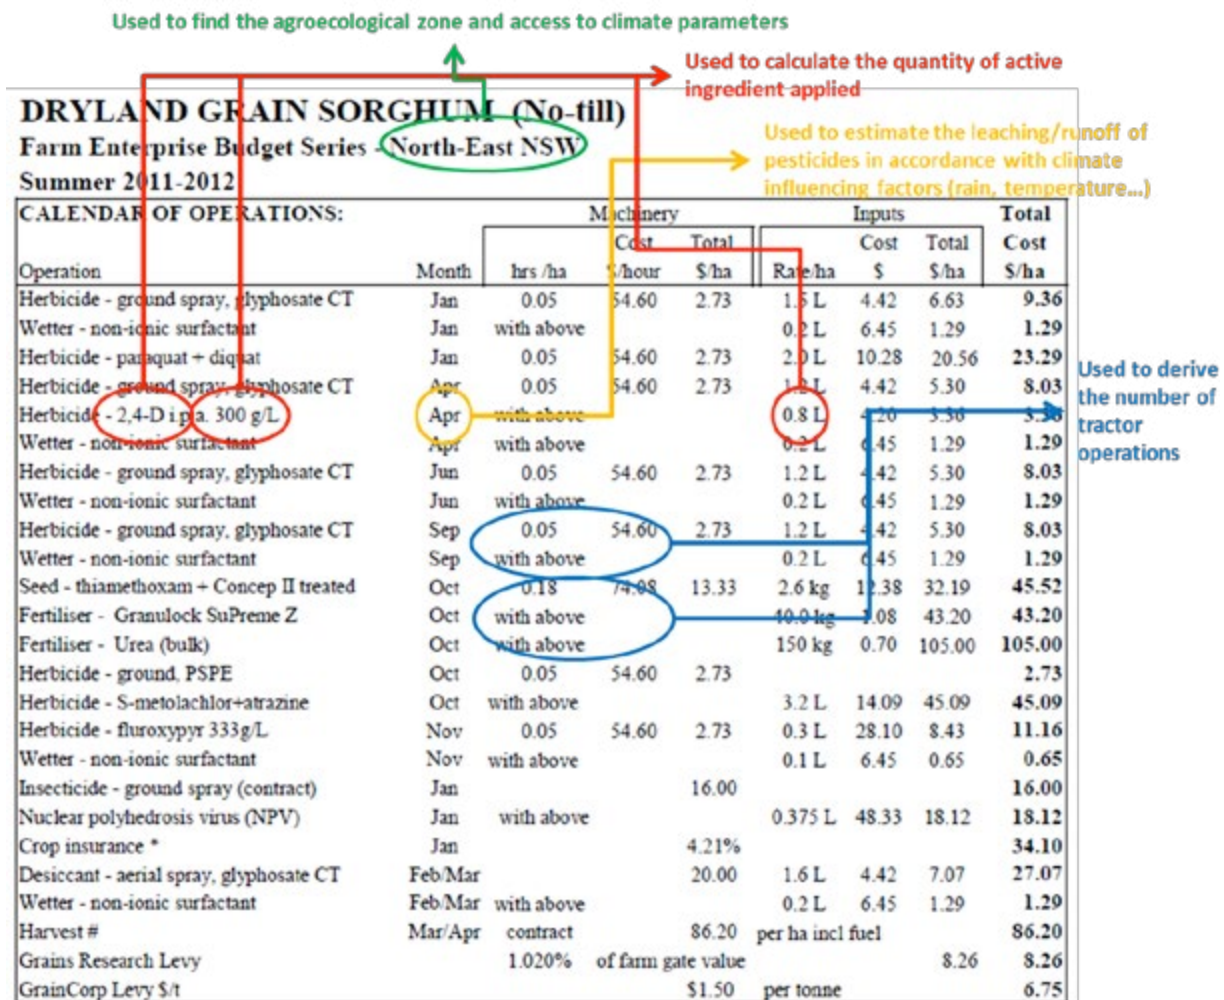 Used to find the agroecological zone and access to climate parameters
Used to calculate the quantity of active
ingredient applied
DRYLAND GRAIN SORGHUM (No-till)
Used to estimate the leaching/runoff of
pesticides in accordance with climate
influencing factors (rain, temperature...)
Farm Enterprise Budget Series - North-East NSW
Summer 2011-2012
CALENDAR OF OPERATIONS: Machinery Inputs Total
Cost Total Cost Total Cost
Operation Month hrs /ha $/hour $/ha Rate/ha $ $/ha $/ha
Herbicide - ground spray, glyphosate CT Jan 0.05 54.60 2.73 1.5 L 4.42 6.63 9.36
Wetter - non-ionic surfactant Jan with above 0.2 L 6.45 1.29 1.29
Herbicide - paraquat + diquat Jan 0.05 54.60 2.73 2.0 L 10.28 20.56 23.29
Herbicide - ground spray, glyphosate CT Apr 0.05 54.60 2.73 1.2 L 4.42 5.30 8.03
Herbicide - 2,4-D i.p.a. 300 g/L Apr with above 0.8 L 4.20 3.36 3.36
Wetter - non-ionic surfactant Apr with above 0.2 L 6.45 1.29 1.29
Herbicide - ground spray, glyphosate CT Jun 0.05 54.60 2.73 1.2 L 4.42 5.30 8.03
Wetter - non-ionic surfactant Jun with above 0.2 L 6.45 1.29 1.29
Herbicide - ground spray, glyphosate CT Sep 0.05 54.60 2.73 1.2 L 4.42 5.30 8.03
Wetter - non-ionic surfactant Sep with above 0.2 L 6.45 1.29 1.29
Seed - thiamethoxam + Concep II treated Oct 0.18 74.08 13.33 2.6 kg 12.38 32.19 45.52
Fertiliser - Granulock SuPreme Z Oct with above 40.0 kg 1.08 43.20 43.20
Fertiliser - Urea (bulk) Oct with above 150 kg 0.70 105.00 105.00
Herbicide - ground, PSPE Oct 0.05 54.60 2.73 2.73
Herbicide - S-metolachlor+atrazine Oct with above 3.2 L 14.09 45.09 45.09
Herbicide - fluroxypyr 333g/L Nov 0.05 54.60 2.73 0.3 L 28.10 8.43 11.16
Wetter - non-ionic surfactant Nov with above 0.1 L 6.45 0.65 0.65
Insecticide - ground spray (contract) Jan 16.00 16.00
Nuclear polyhedrosis virus (NPV) Jan with above 0.375 L 48.33 18.12 18.12
Crop insurance * Jan 4.21% 34.10
Desiccant - aerial spray, glyphosate CT Feb/Mar 20.00 1.6 L 4.42 7.07 27.07
Wetter - non-ionic surfactant Feb/Mar with above 0.2 L 6.45 1.29 1.29
Harvest # Mar/Apr contract 86.20 per ha incl fuel 86.20
Grains Research Levy 1.020% of farm gate value 8.26 8.26
GrainCorp Levy $/t $1.50 per tonne 6.75
Used to derive
the number of
tractor
operations